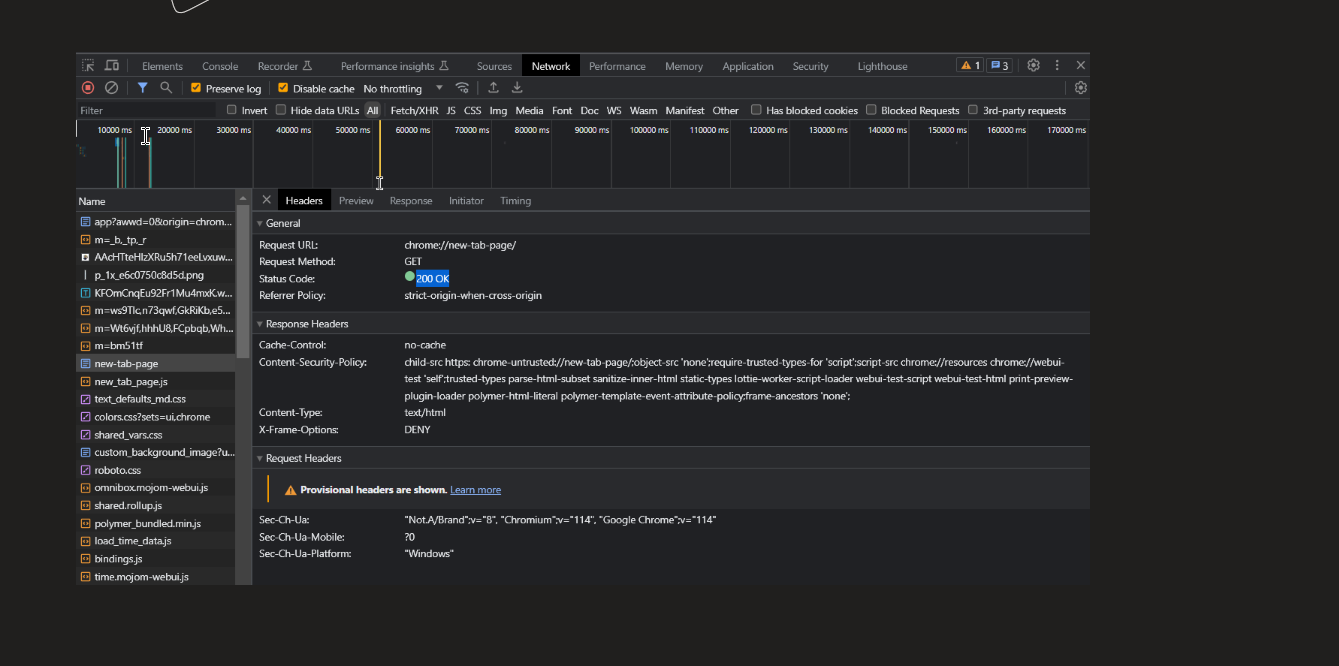 Elements Console Recorder Performance insights Sources Network Performance Memory Application Security Lighthouse 1 3
Preserve log Disable cache No throttling
Filter Invert Hide data URLs All Fetch/XHR JS CSS Img Media Font Doc WS Wasm Manifest Other Has blocked cookies Blocked Requests 3rd-party requests
10000 ms 20000 ms 30000 ms 40000 ms 50000 ms 60000 ms 70000 ms 80000 ms 90000 ms 100000 ms 110000 ms 120000 ms 130000 ms 140000 ms 150000 ms 160000 ms 170000 ms
Name
app?awwd=0&origin=chrom...
m=_b,_tp,_r
AAcHTteHIzXRu5h71eeLvxuw...
p_1x_e6c0750c8d5d.png
KFOmCnqEu92Fr1Mu4mxK.w...
m=ws9Tlc,n73qwf,GkRiKb,e5...
m=Wt6vjf,hhhU8,FCpbqb,Wh...
m=bm51tf
new-tab-page
new_tab_page.js
text_defaults_md.css
colors.css?sets=ui,chrome
shared_vars.css
custom_background_image?u...
roboto.css
omnibox.mojom-webui.js
shared.rollup.js
polymer_bundled.min.js
load_time_data.js
bindings.js
time.mojom-webui.js
Headers Preview Response Initiator Timing
General
Request URL: chrome://new-tab-page/
Request Method: GET
Status Code: 200 OK
Referrer Policy: strict-origin-when-cross-origin
Response Headers
Cache-Control: no-cache
Content-Security-Policy: child-src https: chrome-untrusted://new-tab-page/;object-src 'none';require-trusted-types-for 'script';script-src chrome://resources chrome://webui-
test 'self';trusted-types parse-html-subset sanitize-inner-html static-types lottie-worker-script-loader webui-test-script webui-test-html print-preview-
plugin-loader polymer-html-literal polymer-template-event-attribute-policy;frame-ancestors 'none';
Content-Type: text/html
X-Frame-Options: DENY
Request Headers
Provisional headers are shown. Learn more
Sec-Ch-Ua: "Not.A/Brand";v="8", "Chromium";v="114", "Google Chrome";v="114"
Sec-Ch-Ua-Mobile: ?0
Sec-Ch-Ua-Platform: "Windows"